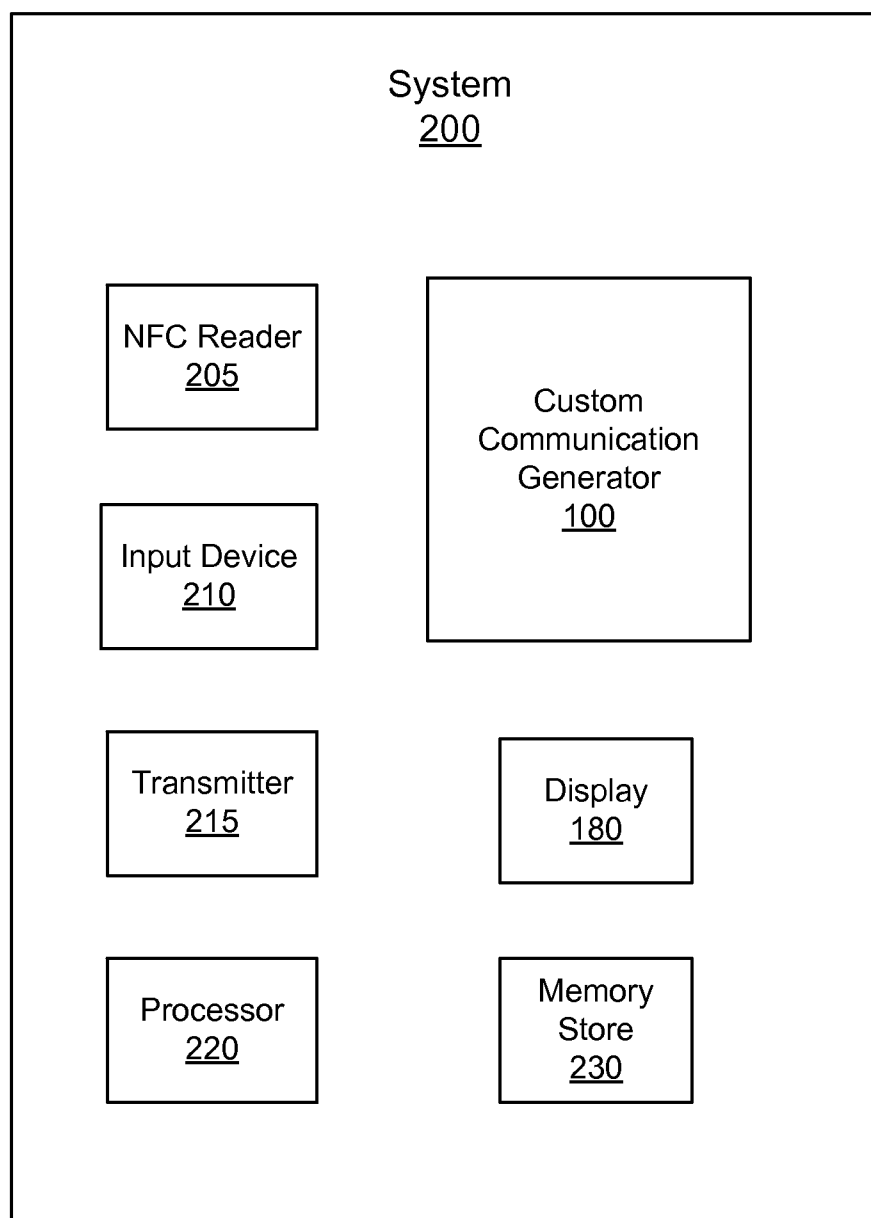 System
200
NFC Reader
205
Custom
Communication
Generator
100
Input Device
210
Transmitter
215
Display
180
Processor
220
Memory
Store
230